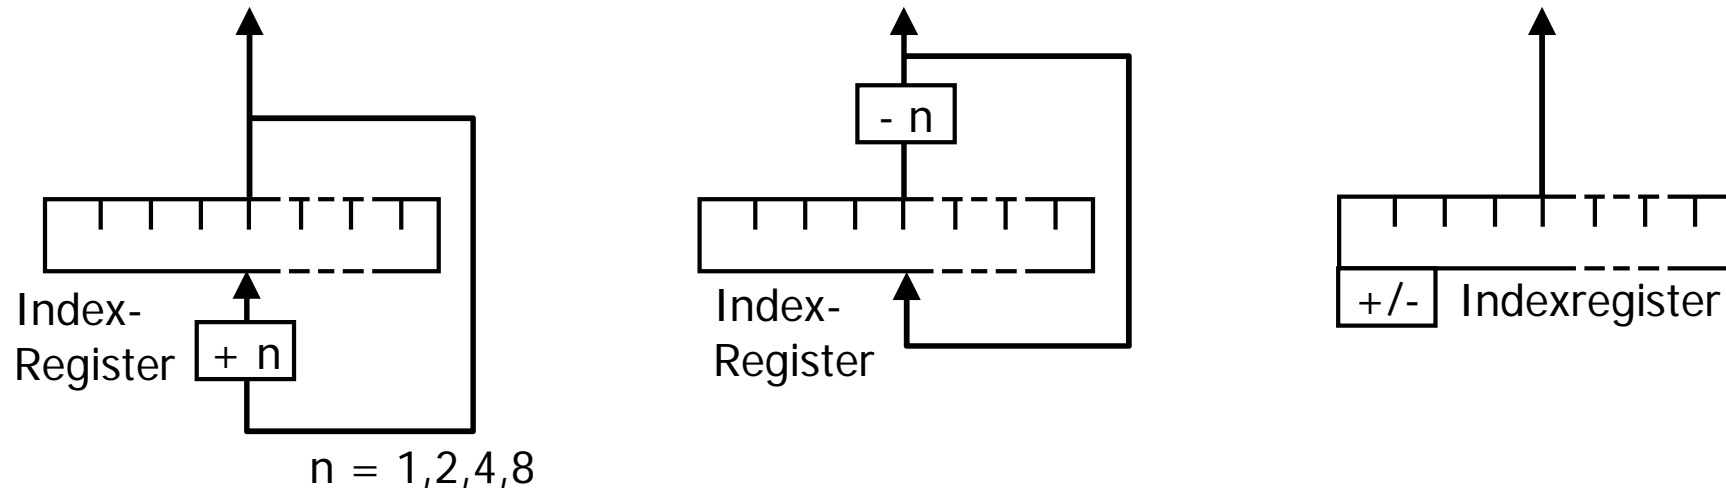 Index-
Register
+ n
n = 1,2,4,8
- n
Index-
Register
+/-
Indexregister